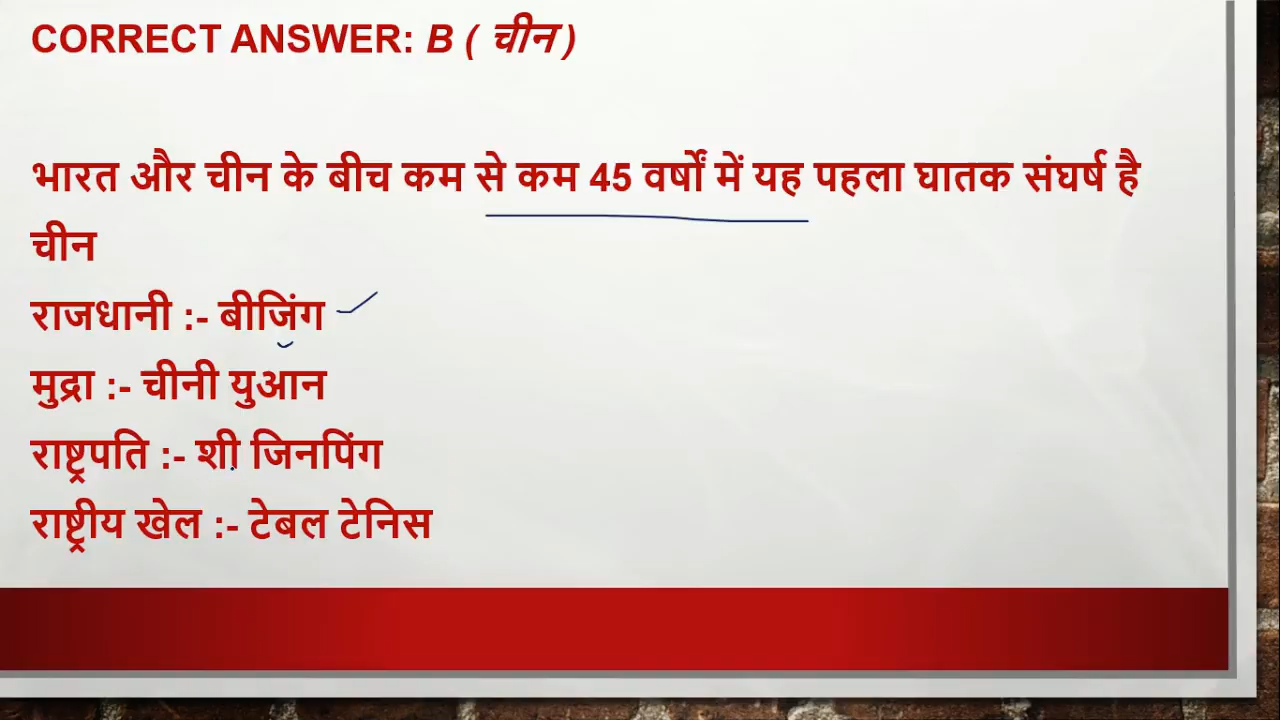 CORRECT ANSWER: B ( चीन )
भारत और चीन के बीच कम से कम 45 वर्षों में यह पहला घातक संघर्ष है
चीन
राजधानी :- बीजिंग
मुद्रा :- चीनी युआन
राष्ट्रपति :- शी जिनपिंग
राष्ट्रीय खेल :- टेबल टेनिस